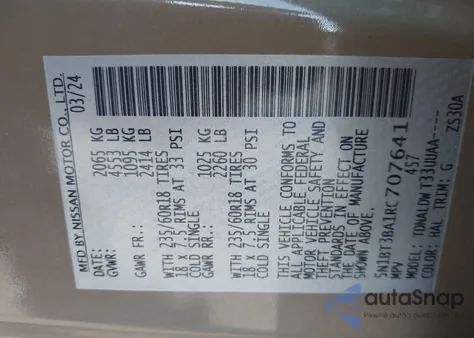 MFD BY NISSAN MOTOR CO., LTD.
DATE: 03/24
GVWR: 2065 KG
4553 LB
GAWR FR.: 1095 KG
2414 LB
WITH 235/60R18 TIRES
18 X 7.5 RIMS AT 33 PSI
COLD SINGLE
GAWR RR.: 1025 KG
2260 LB
WITH 235/60R18 TIRES
18 X 7.5 RIMS AT 30 PSI
COLD SINGLE
THIS VEHICLE CONFORMS TO
ALL APPLICABLE FEDERAL
MOTOR VEHICLE SAFETY AND
THEFT PREVENTION
STANDARDS IN EFFECT ON
THE DATE OF MANUFACTURE
SHOWN ABOVE.
5N1BT3BA1RC707641
MPV 457
MODEL: TDWALDWT33UUAA----
COLOR: HAL TRIM: G ZS30A
autaSnap